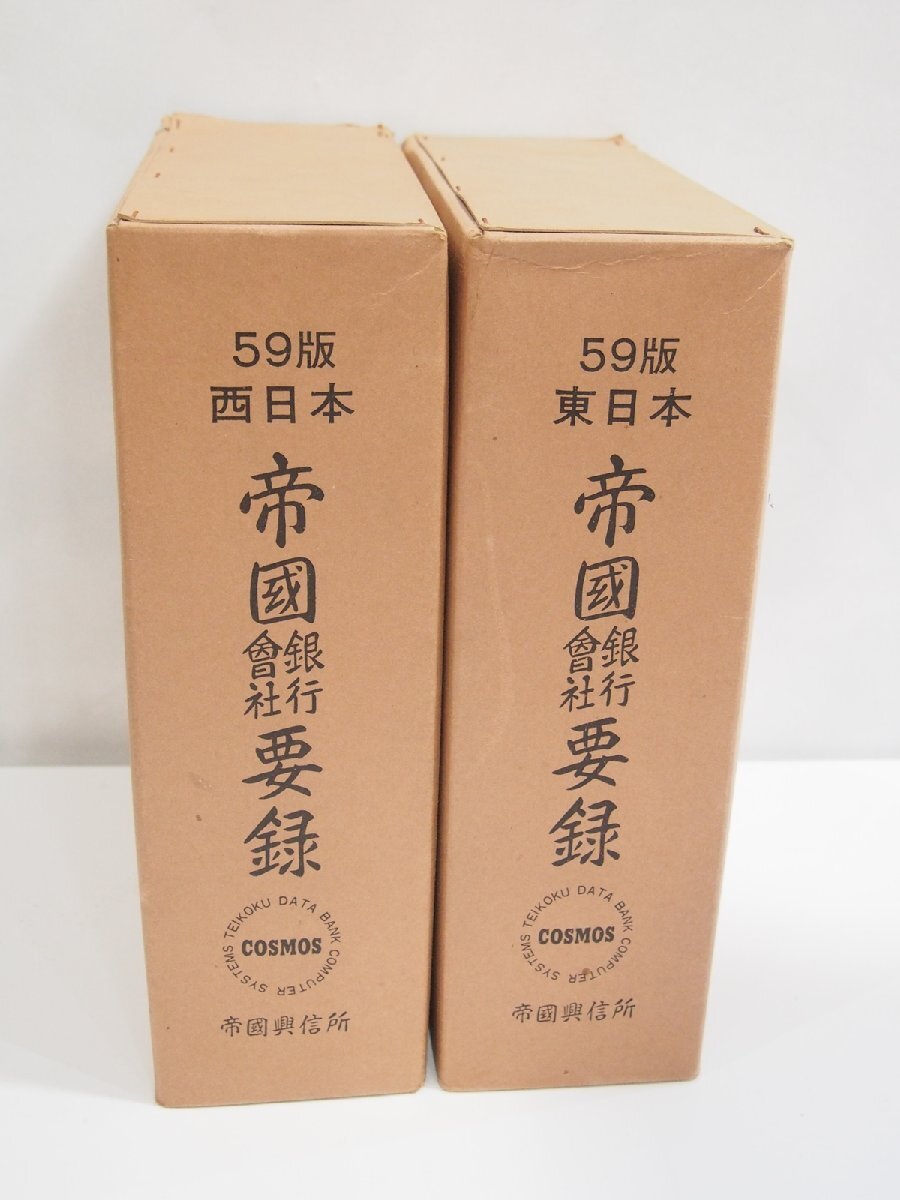 59版
西日本
帝國
銀行
會社
要録
TEIKOKU DATA BANK COMPUTER SYSTEMS
COSMOS
帝國興信所
59版
東日本
帝國
銀行
會社
要録
TEIKOKU DATA BANK COMPUTER SYSTEMS
COSMOS
帝國興信所